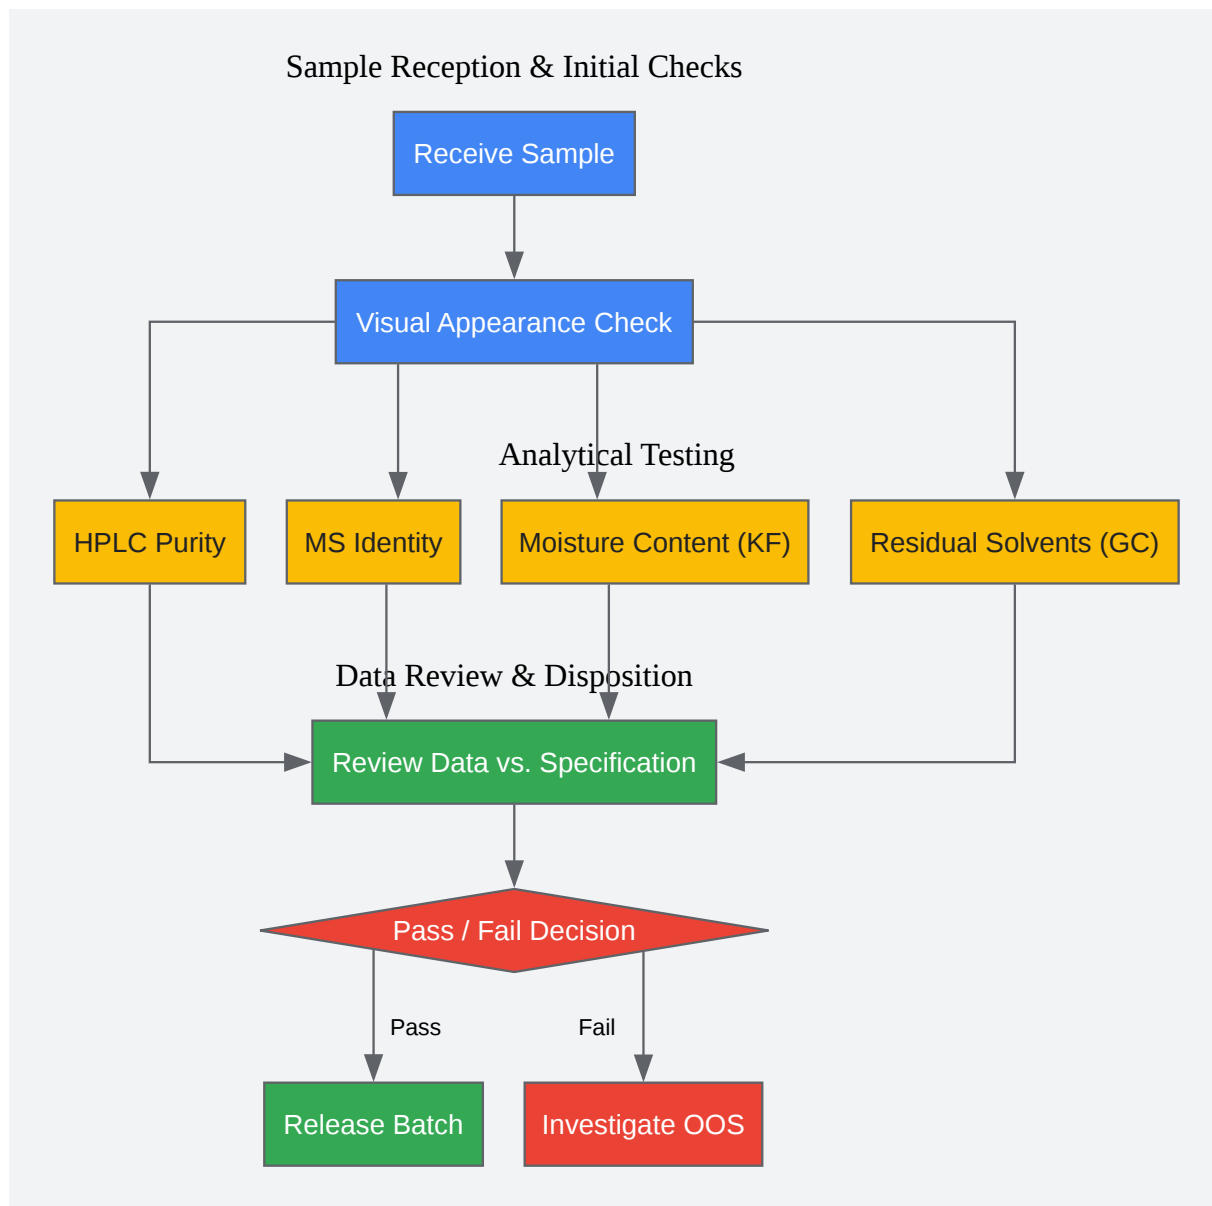 Sample Reception & Initial Checks
Receive Sample
Visual Appearance Check
Analytical Testing
HPLC Purity
MS Identity
Moisture Content (KF)
Residual Solvents (GC)
Data Review & Disposition
Review Data vs. Specification
Pass / Fail Decision
Pass
Fail
Release Batch
Investigate OOS